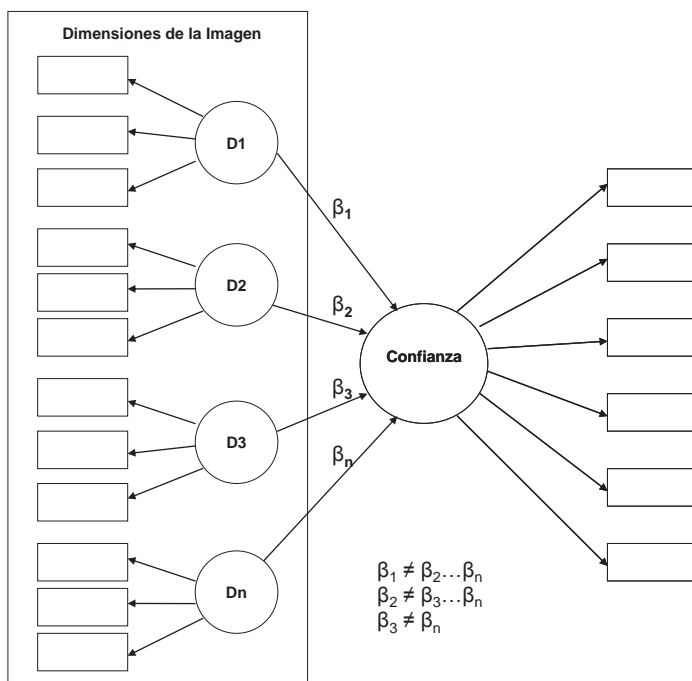 Dimensiones de la Imagen
D1
β1
D2
β2
Confianza
β3
D3
βn
Dn
β1 ≠ β2…βn
β2 ≠ β3…βn
β3 ≠ βn